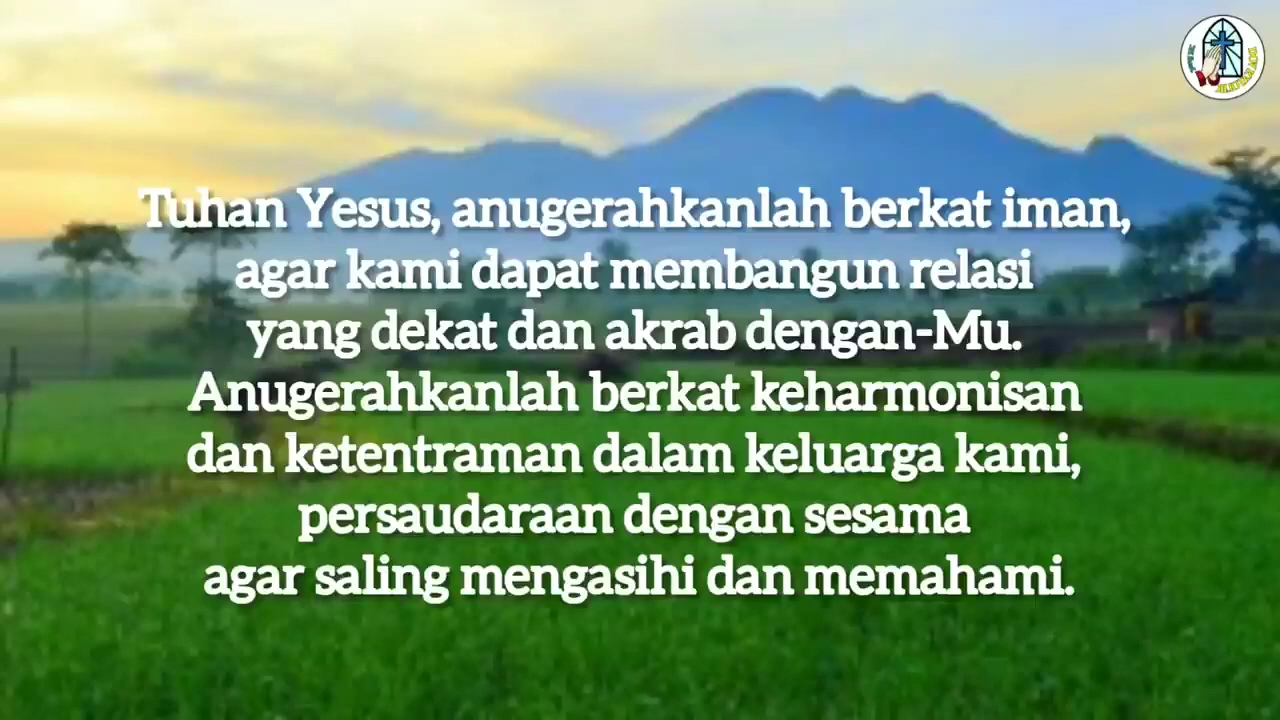 Tuhan Yesus, anugerahkanlah berkat iman,
agar kami dapat membangun relasi
yang dekat dan akrab dengan-Mu.
Anugerahkanlah berkat keharmonisan
dan ketentraman dalam keluarga kami,
persaudaraan dengan sesama
agar saling mengasihi dan memahami.